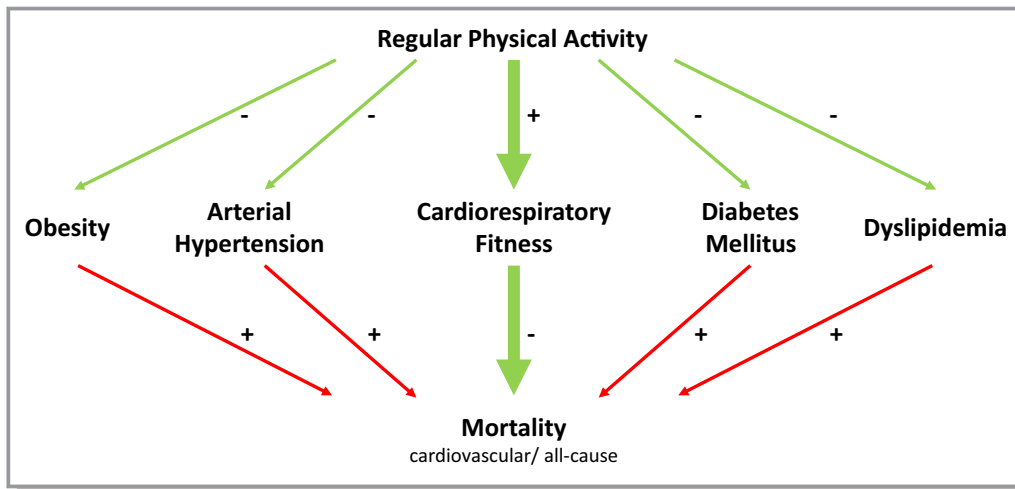 Regular Physical Activity
- - + - -
Obesity
Arterial
Hypertension
Cardiorespiratory
Fitness
Diabetes
Mellitus
Dyslipidemia
+ + - + +
Mortality
cardiovascular/ all-cause